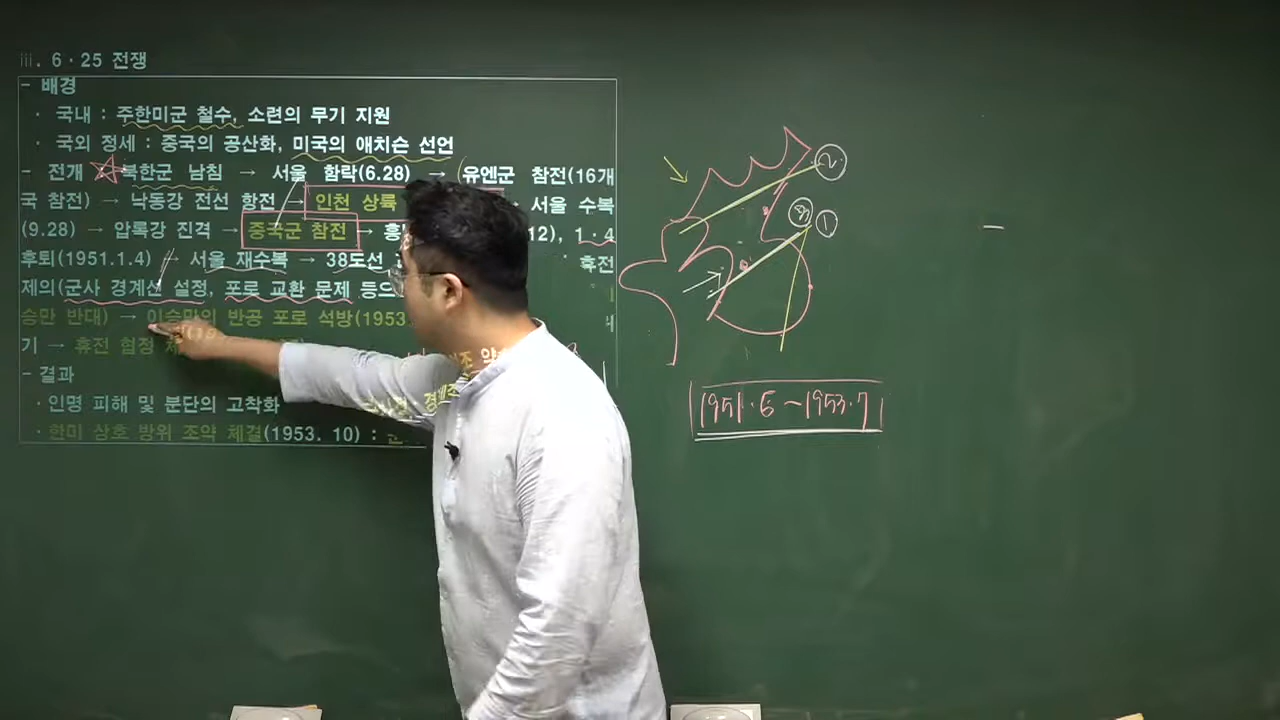 ⅲ. 6·25 전쟁
- 배경
· 국내 : 주한미군 철수, 소련의 무기 지원
· 국외 정세 : 중국의 공산화, 미국의 애치슨 선언
- 전개 북한군 남침 → 서울 함락(6.28) → (유엔군 참전(16개
국 참전) → 낙동강 전선 항전 → 인천 상륙 서울 수복
(9.28) → 압록강 진격 → 중국군 참전 → 12), 1·4
후퇴(1951.1.4) → 서울 재수복 → 38도선 휴전
제의(군사 경계선 설정, 포로 교환 문제 등으
승만 반대) → 이승만의 반공 포로 석방(1953.
기 → 휴전 협정
- 결과
· 인명 피해 및 분단의 고착화
· 한미 상호 방위 조약 체결(1953. 10) :
②
③ ①
1951.6~1953.7